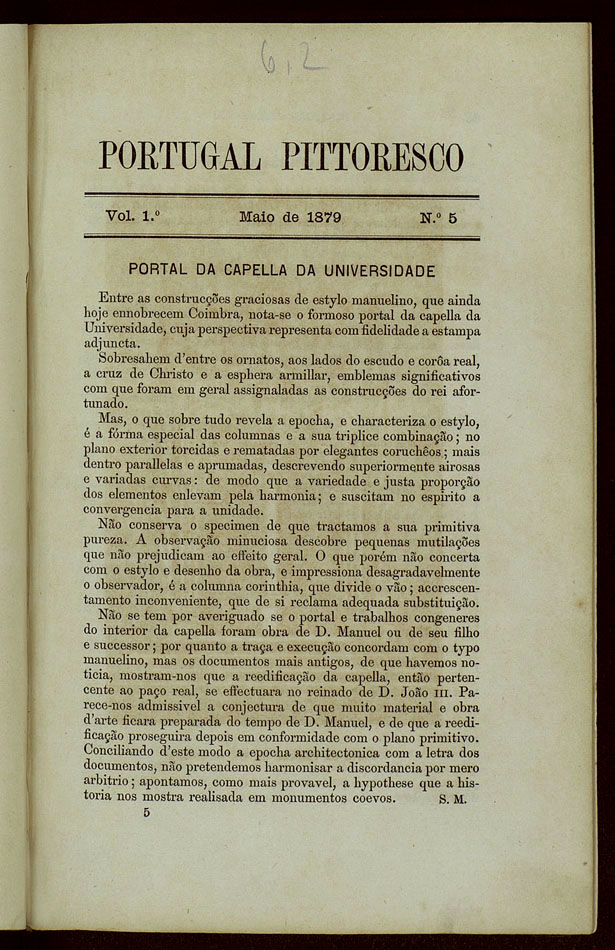 6,2
PORTUGAL PITTORESCO
Vol. 1.º Maio de 1879 N.º 5
PORTAL DA CAPELLA DA UNIVERSIDADE
Entre as construcções graciosas de estylo manuelino, que ainda
hoje ennobrecem Coimbra, nota-se o formoso portal da capella da
Universidade, cuja perspectiva representa com fidelidade a estampa
adjuncta.
Sobresahem d'entre os ornatos, aos lados do escudo e corôa real,
a cruz de Christo e a esphera armillar, emblemas significativos
com que foram em geral assignaladas as construcções do rei afor-
tunado.
Mas, o que sobre tudo revela a epocha, e characteriza o estylo,
é a fórma especial das columnas e a sua triplice combinação; no
plano exterior torcidas e rematadas por elegantes coruchêos; mais
dentro parallelas e aprumadas, descrevendo superiormente airosas
e variadas curvas: de modo que a variedade e justa proporção
dos elementos enlevam pela harmonia; e suscitam no espirito a
convergencia para a unidade.
Não conserva o specimen de que tractamos a sua primitiva
pureza. A observação minuciosa descobre pequenas mutilações
que não prejudicam ao effeito geral. O que porém não concerta
com o estylo e desenho da obra, e impressiona desagradavelmente
o observador, é a columna corinthia, que divide o vão; accrescen-
tamento inconveniente, que de si reclama adequada substituição.
Não se tem por averiguado se o portal e trabalhos congeneres
do interior da capella foram obra de D. Manuel ou de seu filho
e successor; por quanto a traça e execução concordam com o typo
manuelino, mas os documentos mais antigos, de que havemos no-
ticia, mostram-nos que a reedificação da capella, então perten-
cente ao paço real, se effectuara no reinado de D. João III. Pa-
rece-nos admissivel a conjectura de que muito material e obra
d'arte ficara preparada do tempo de D. Manuel, e de que a reedi-
ficação proseguira depois em conformidade com o plano primitivo.
Conciliando d'este modo a epocha architectonica com a letra dos
documentos, não pretendemos harmonisar a discordancia por mero
arbitrio; apontamos, como mais provavel, a hypothese que a his-
toria nos mostra realisada em monumentos coevos. S. M.
5